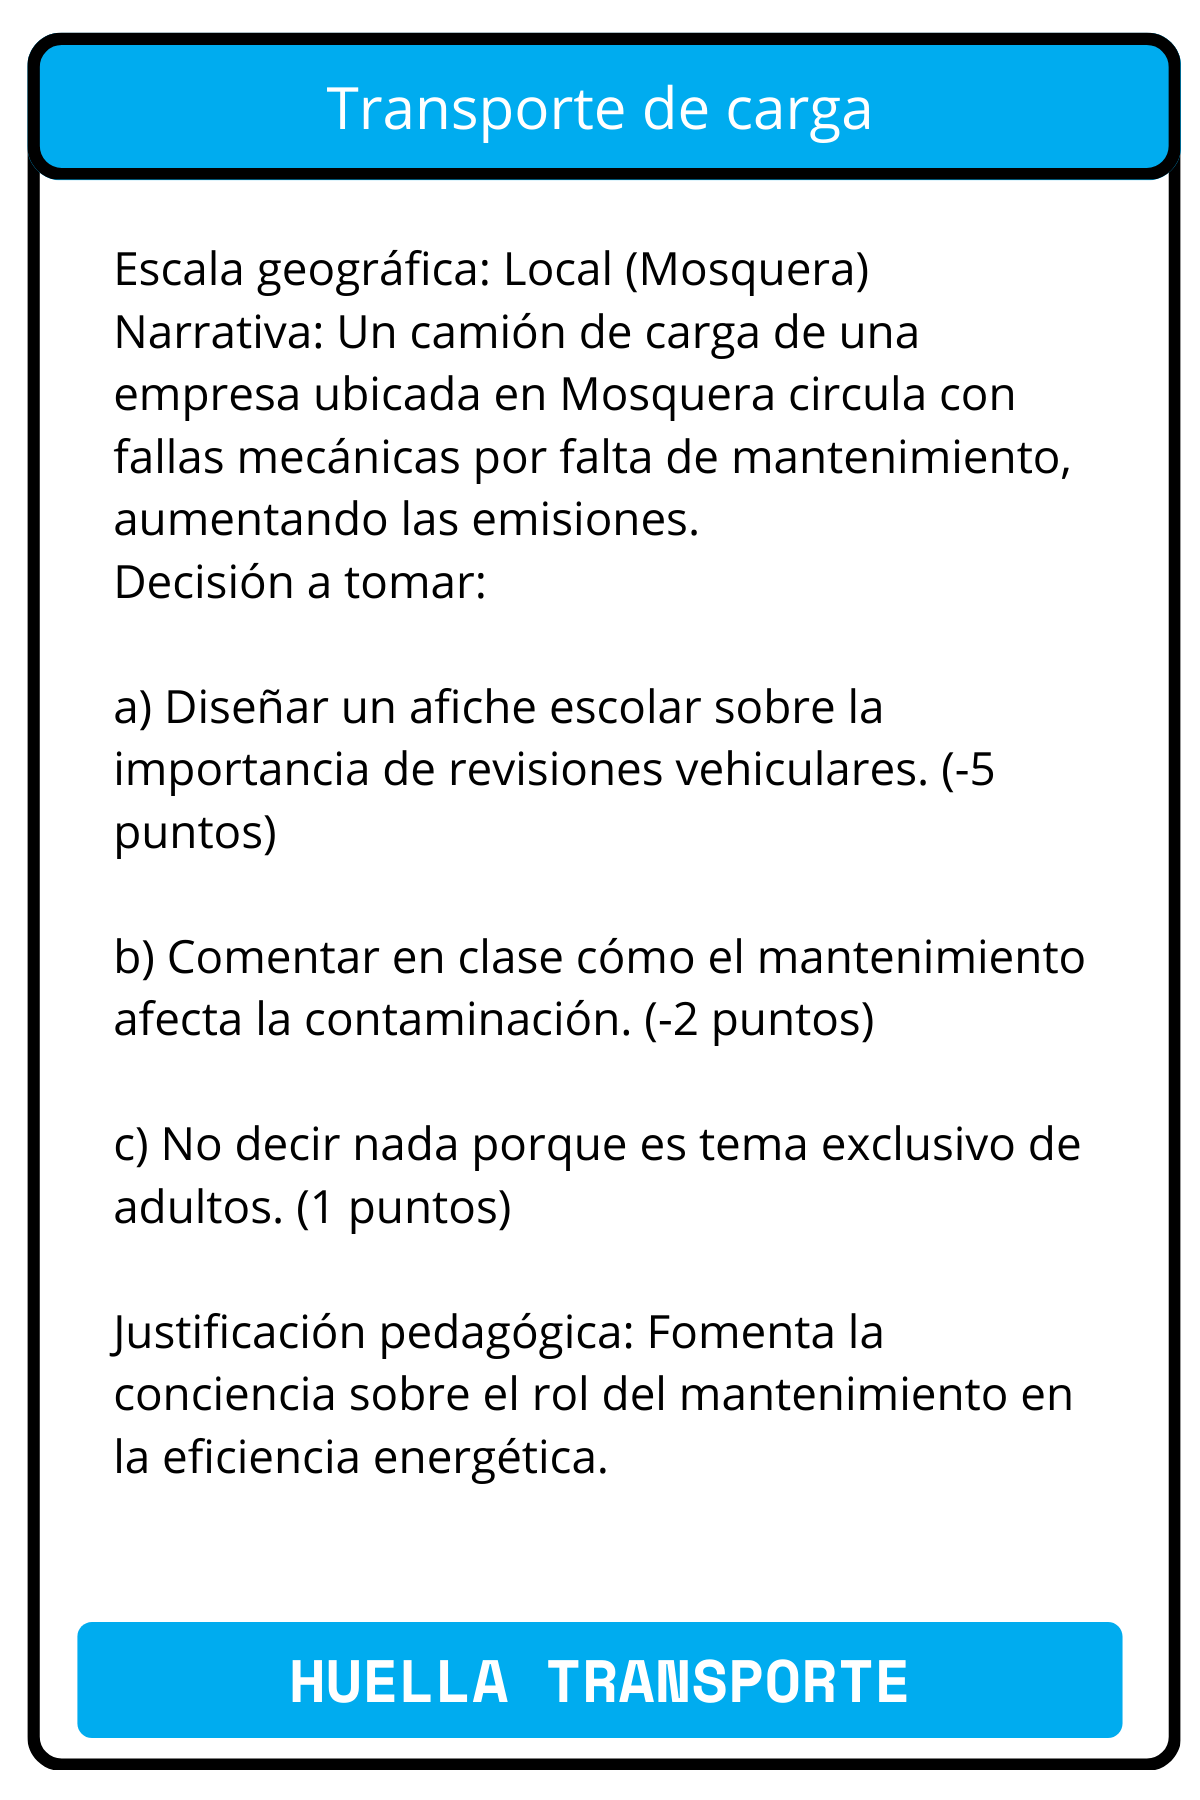 Transporte de carga
Escala geográfica: Local (Mosquera)
Narrativa: Un camión de carga de una
empresa ubicada en Mosquera circula con
fallas mecánicas por falta de mantenimiento,
aumentando las emisiones.
Decisión a tomar:
a) Diseñar un afiche escolar sobre la
importancia de revisiones vehiculares. (-5
puntos)
b) Comentar en clase cómo el mantenimiento
afecta la contaminación. (-2 puntos)
c) No decir nada porque es tema exclusivo de
adultos. (1 puntos)
Justificación pedagógica: Fomenta la
conciencia sobre el rol del mantenimiento en
la eficiencia energética.
HUELLA TRANSPORTE